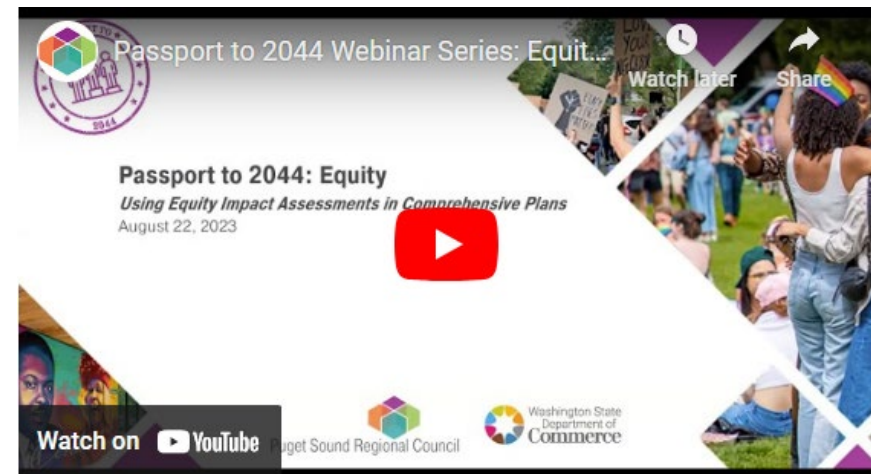 Passport to 2044 Webinar Series: Equit...
Watch later
Share
2044
Passport to 2044: Equity
Using Equity Impact Assessments in Comprehensive Plans
August 22, 2023
Watch on YouTube
Puget Sound Regional Council
Washington State
Department of
Commerce